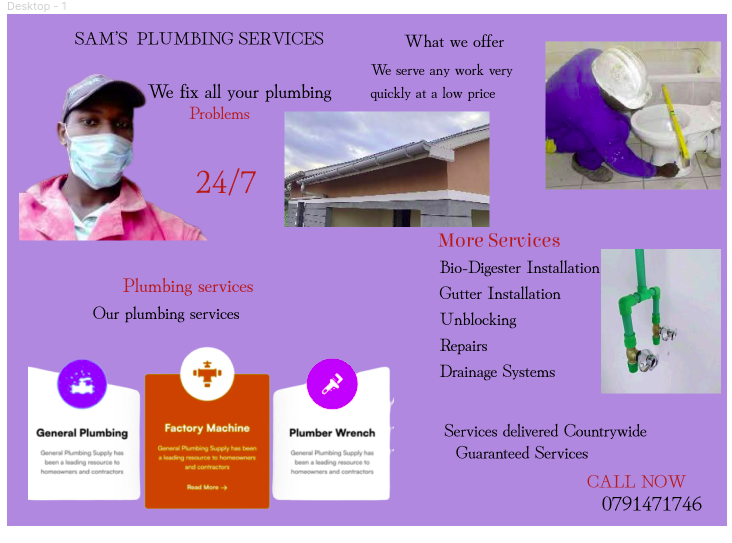 Desktop - 1
SAM'S PLUMBING SERVICES
We fix all your plumbing
Problems
24/7
What we offer
We serve any work very
quickly at a low price
More Services
Bio-Digester Installation
Gutter Installation
Unblocking
Repairs
Drainage Systems
Plumbing services
Our plumbing services
General Plumbing
General Plumbing Supply has
been a leading resource to
homeowners and contractors
Factory Machine
General Plumbing Supply has been
a leading resource to homeowners
and contractors
Read More →
Plumber Wrench
General Plumbing Supply has
been a leading resource to
homeowners and contractors
Services delivered Countrywide
Guaranteed Services
CALL NOW
0791471746